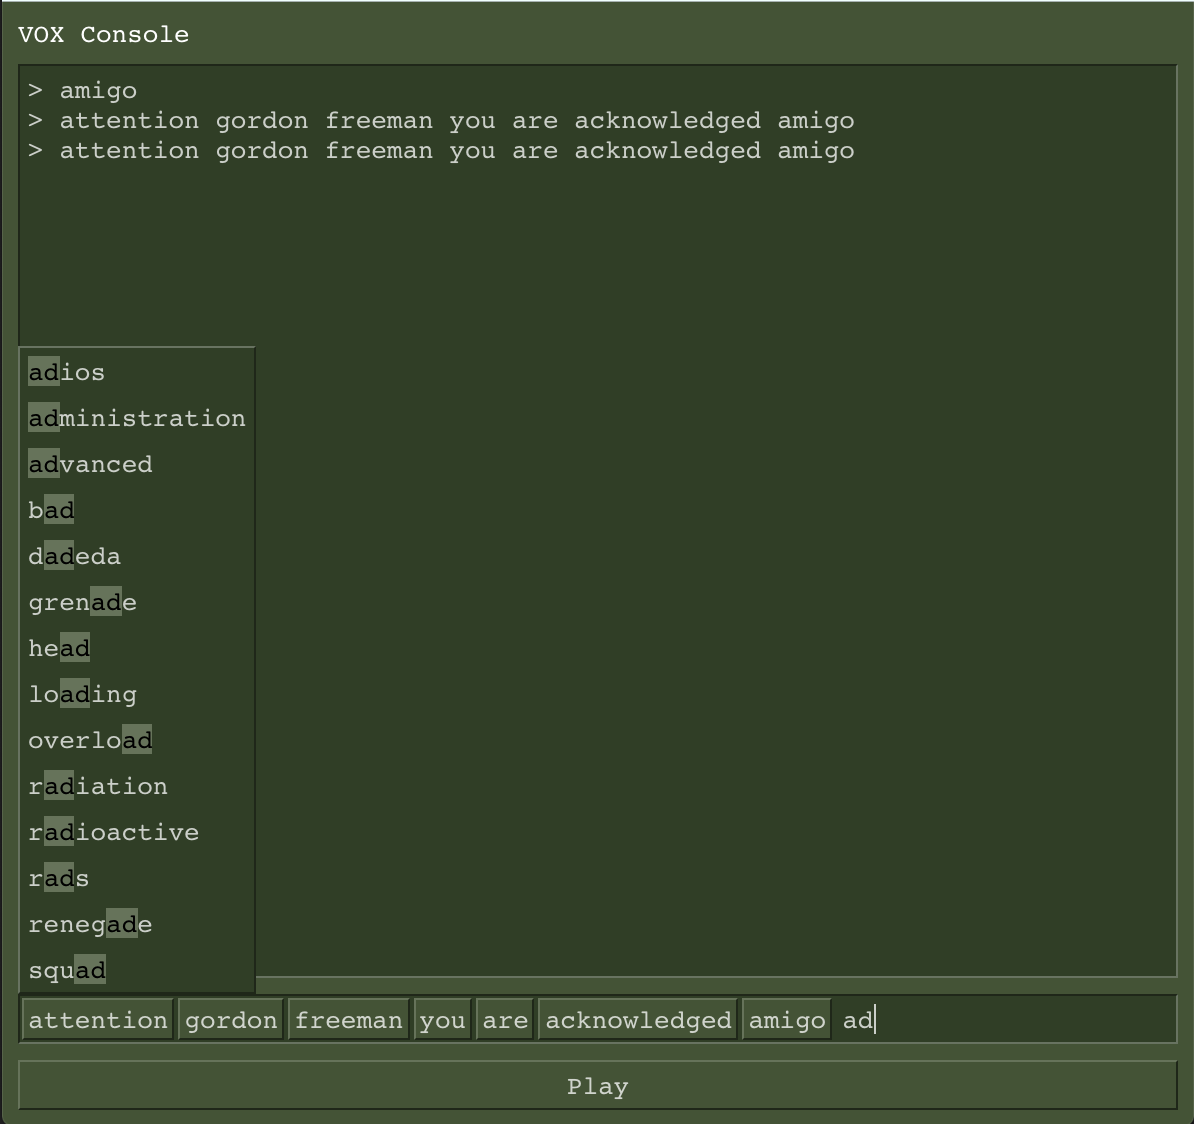 VOX Console
> amigo
> attention gordon freeman you are acknowledged amigo
> attention gordon freeman you are acknowledged amigo
adios
administration
advanced
bad
dadeda
grenade
head
loading
overload
radiation
radioactive
rads
renegade
squad
attention gordon freeman you are acknowledged amigo ad
Play